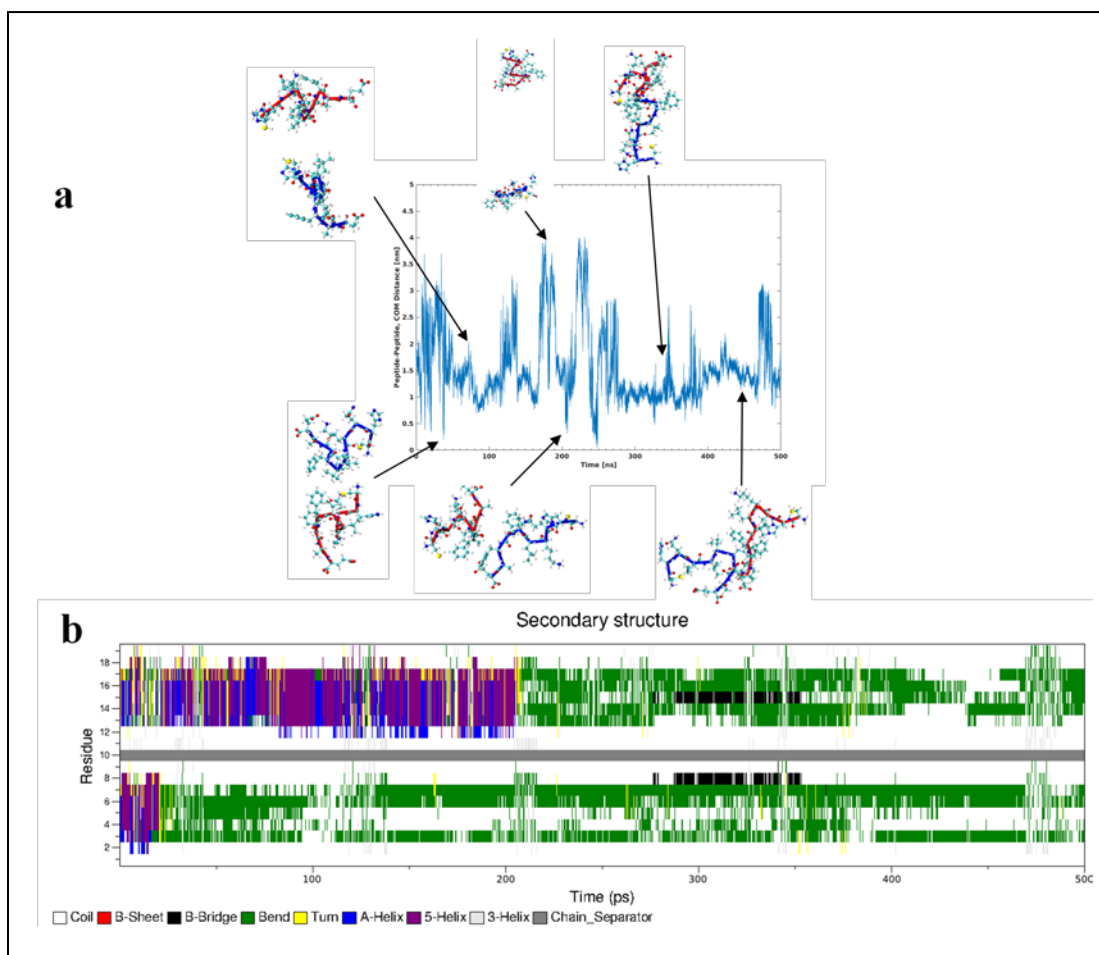 a
5
4.5
4
3.5
3
2.5
2
1.5
1
0.5
0
Peptide-Peptide, COM Distance [nm]
0 100 200 300 400 500
Time [ns]
b
Secondary structure
18
16
14
12
10
8
6
4
2
Residue
100 200 300 400 500
Time (ps)
Coil B-Sheet B-Bridge Bend Turn A-Helix 5-Helix 3-Helix Chain_Separator